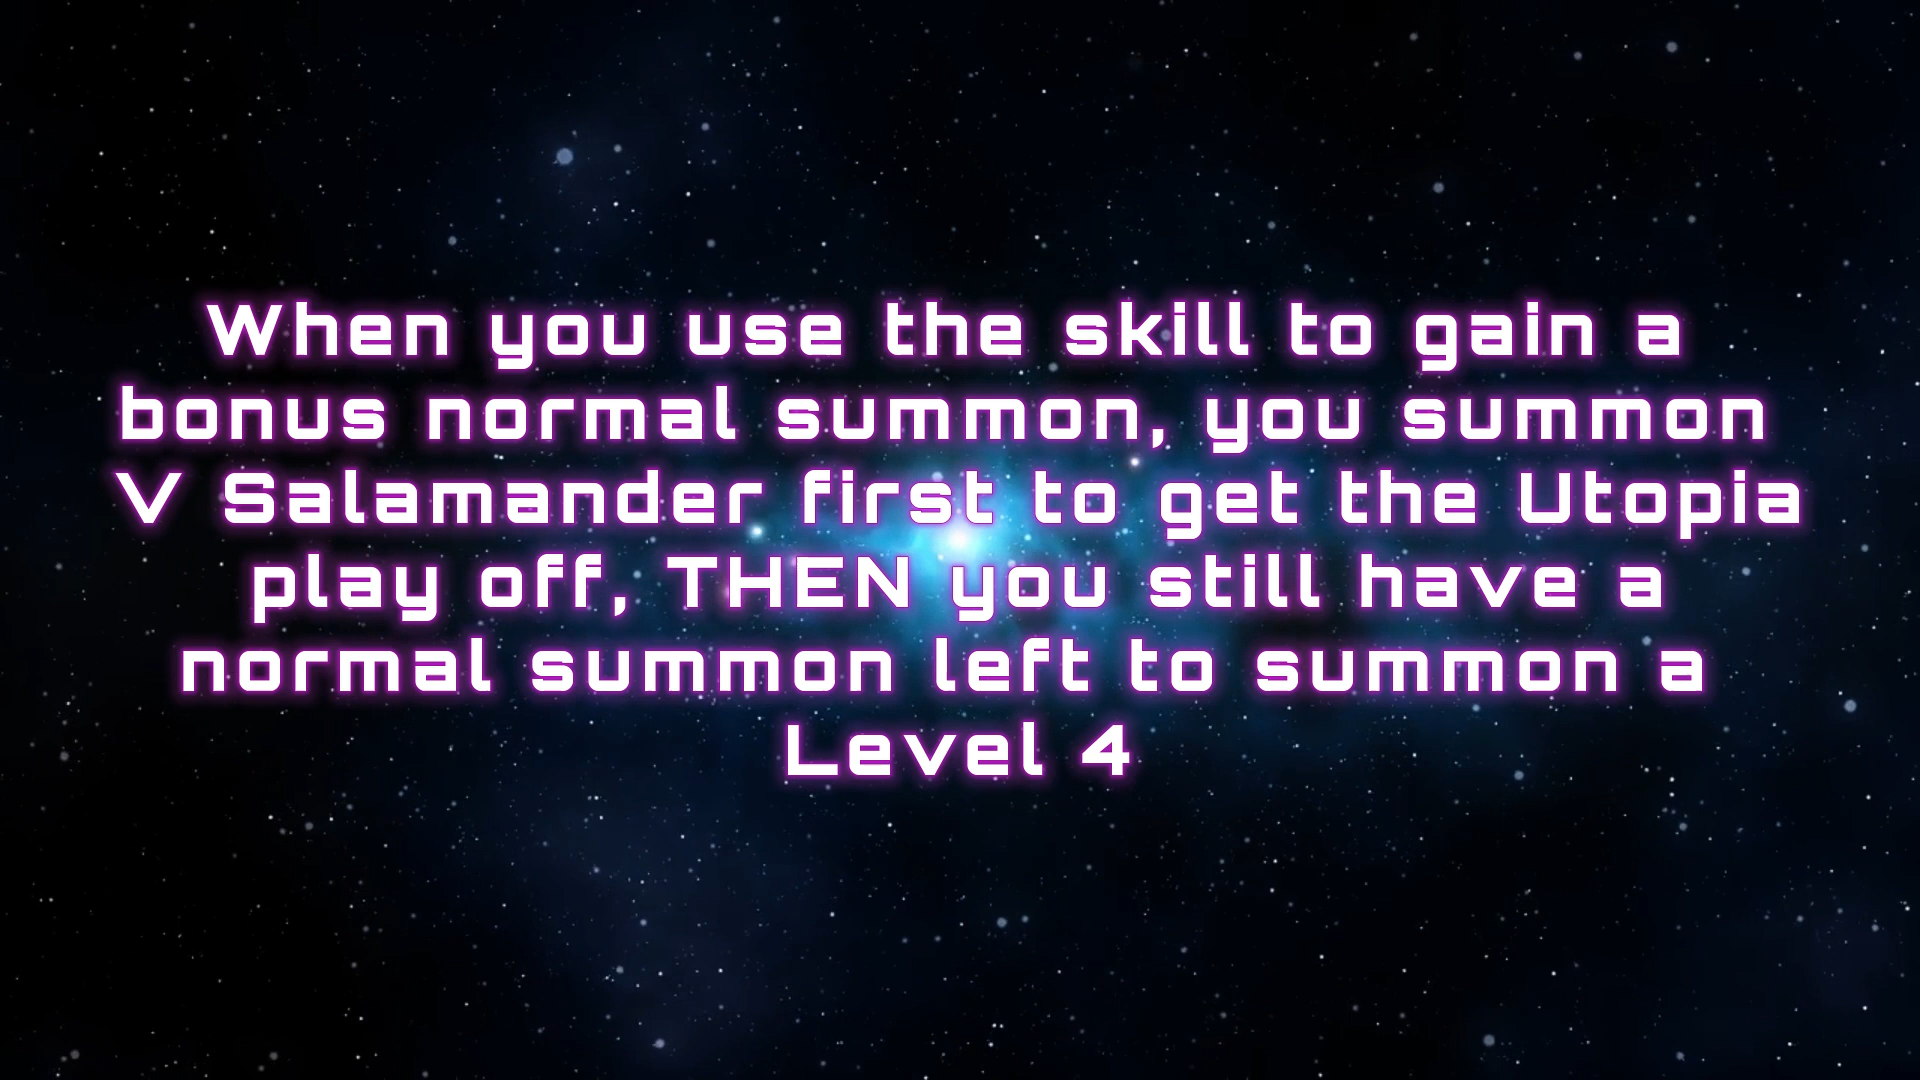 When you use the skill to gain a
bonus normal summon, you summon
V Salamander first to get the Utopia
play off, THEN you still have a
normal summon left to summon a
Level 4